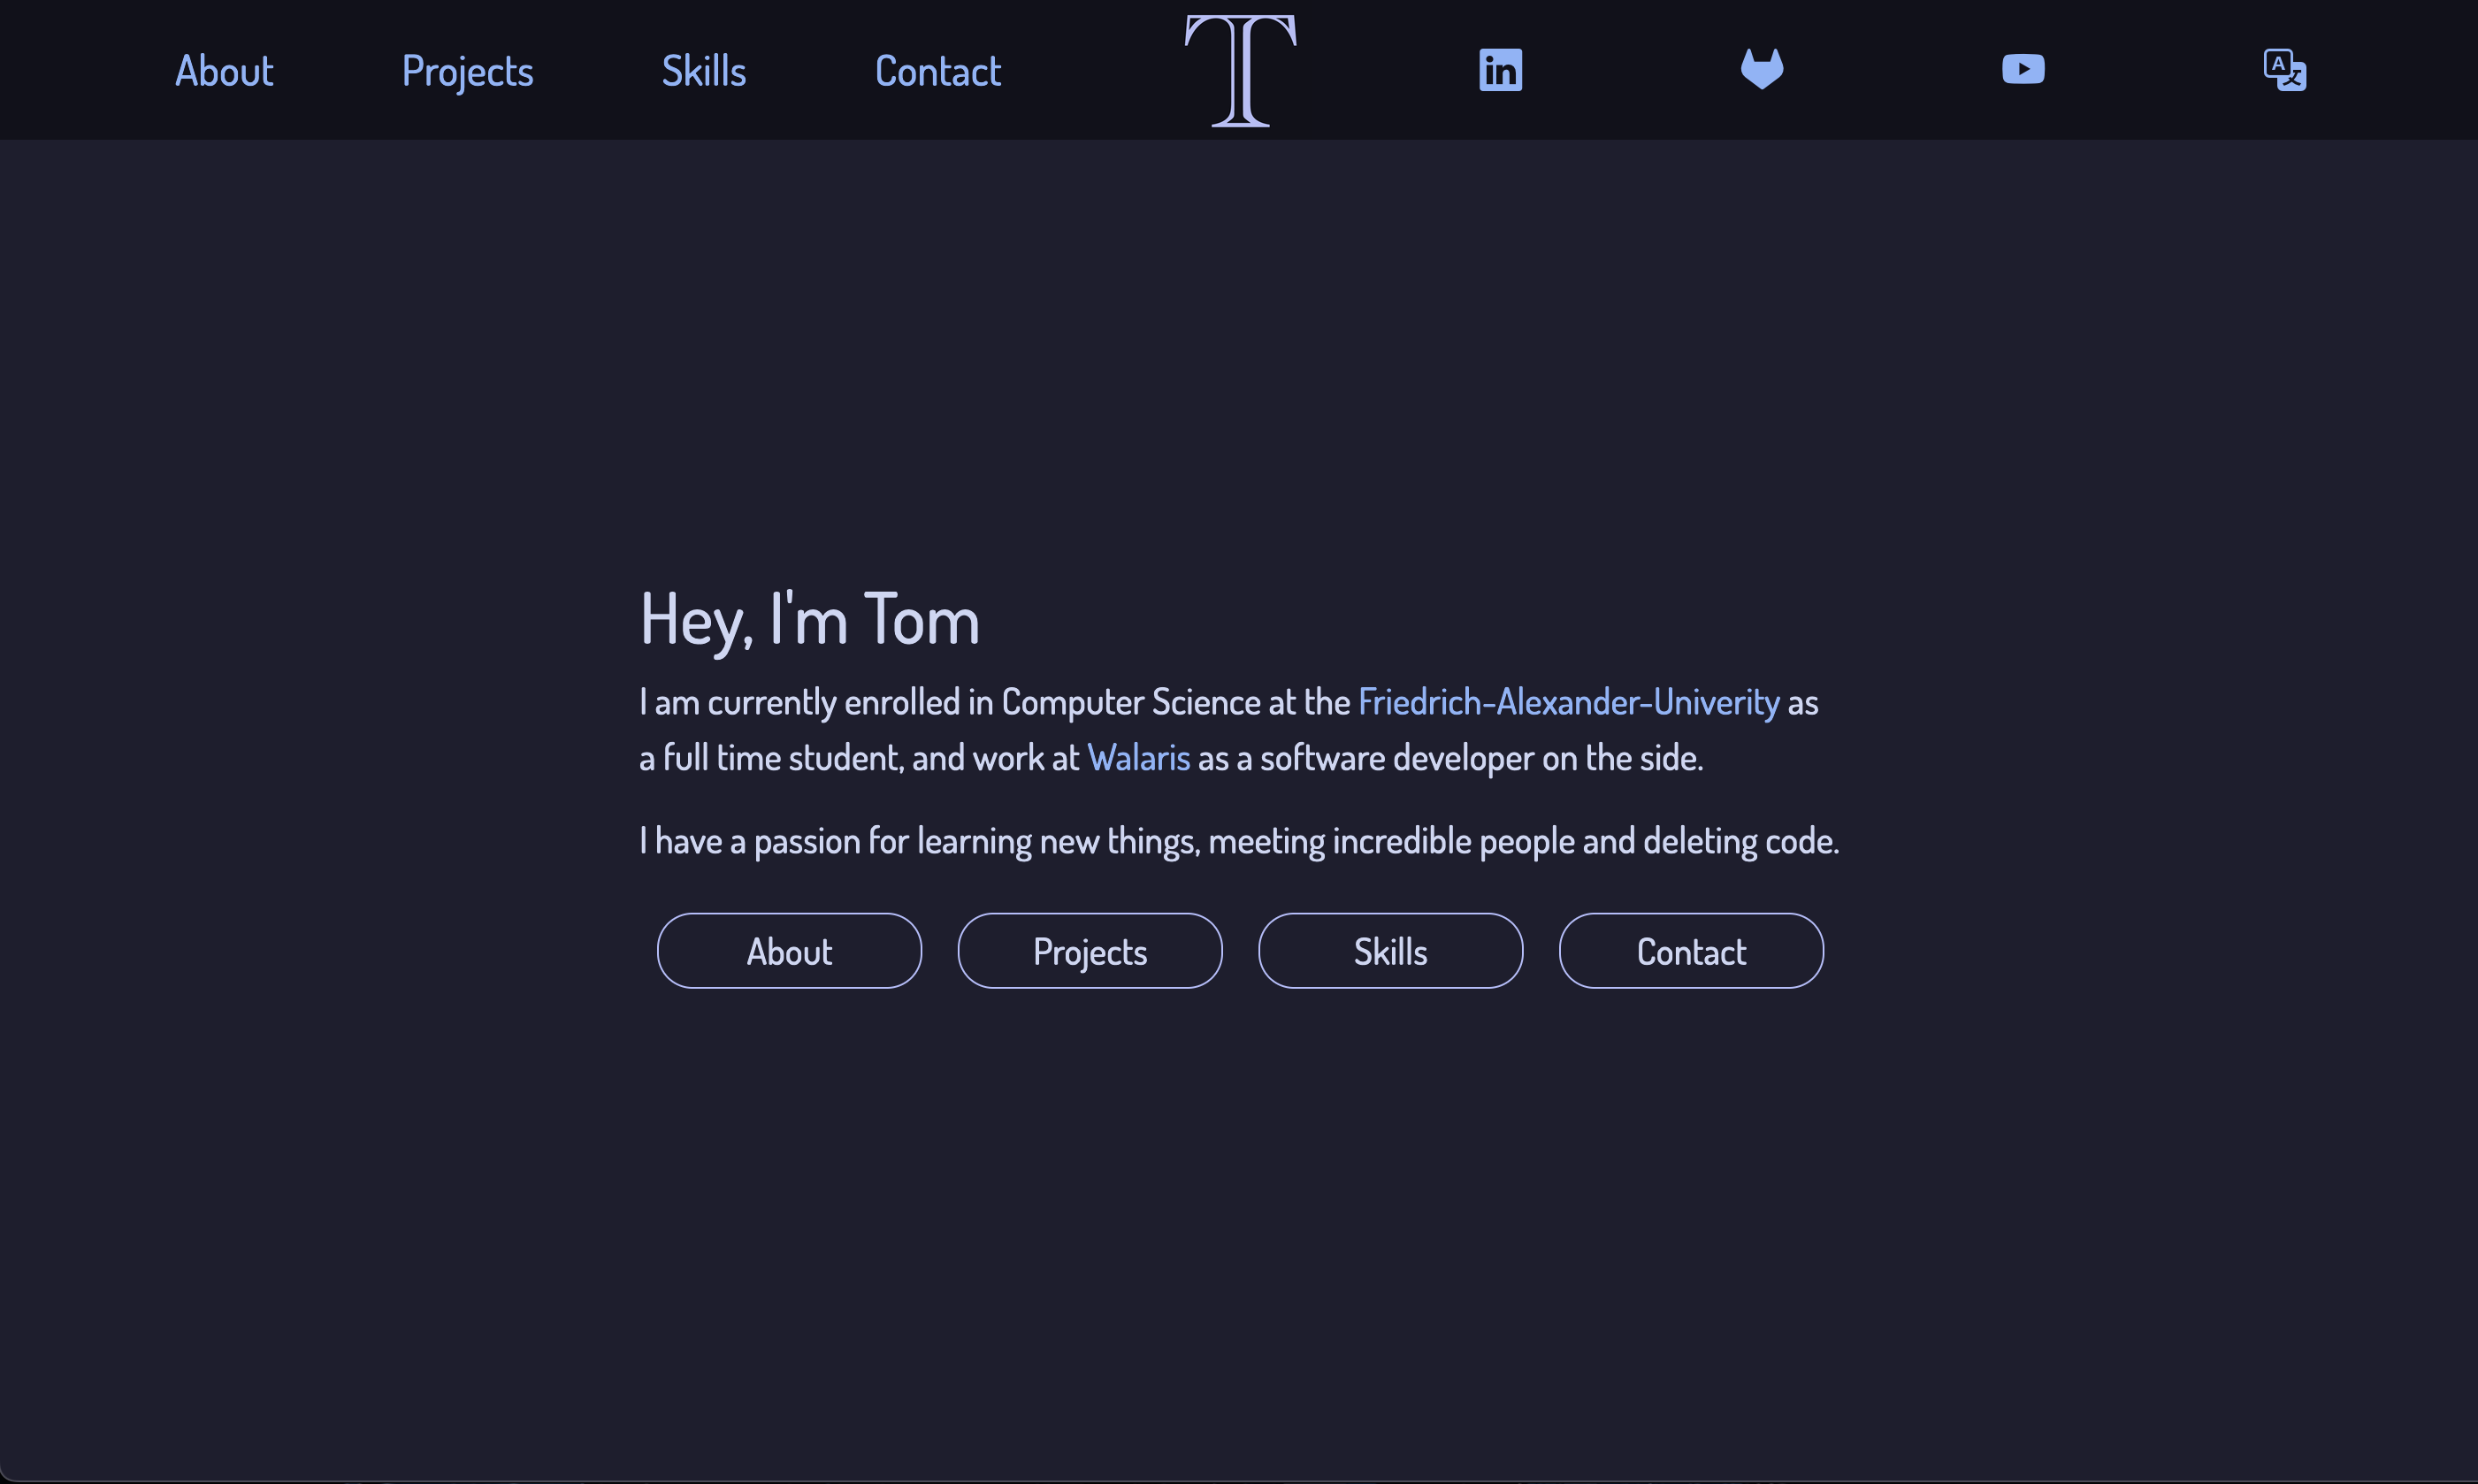 About Projects Skills Contact T in A
Hey, I'm Tom
I am currently enrolled in Computer Science at the Friedrich-Alexander-Univerity as
a full time student, and work at Walaris as a software developer on the side.
I have a passion for learning new things, meeting incredible people and deleting code.
About Projects Skills Contact